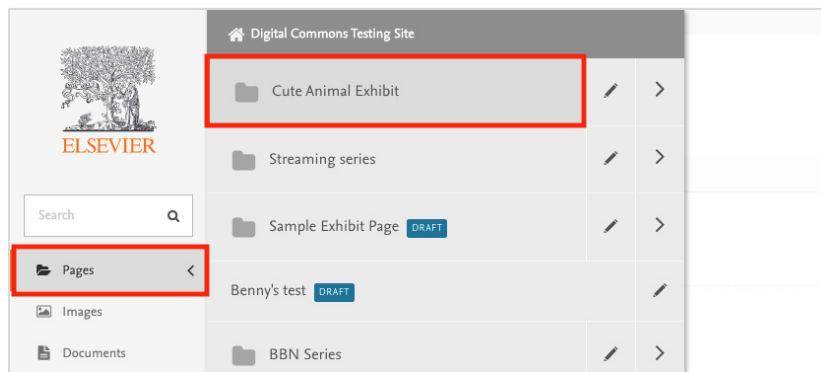 Digital Commons Testing Site
Cute Animal Exhibit
ELSEVIER
Streaming series
Search
Sample Exhibit Page DRAFT
Pages
Benny's test DRAFT
Images
Documents
BBN Series